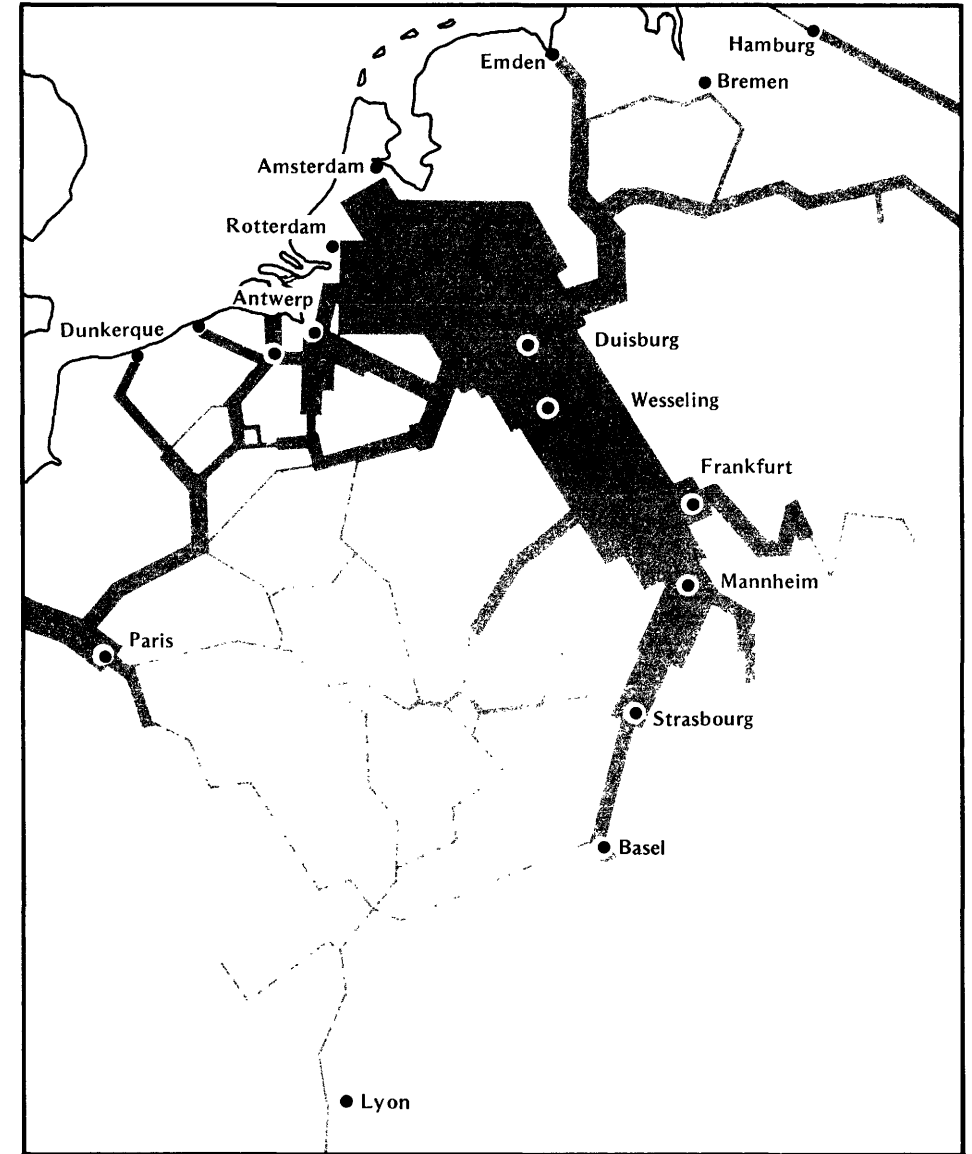 Hamburg
Emden
Bremen
Amsterdam
Rotterdam
Antwerp
Dunkerque
Duisburg
Wesseling
Frankfurt
Mannheim
Paris
Strasbourg
Basel
Lyon